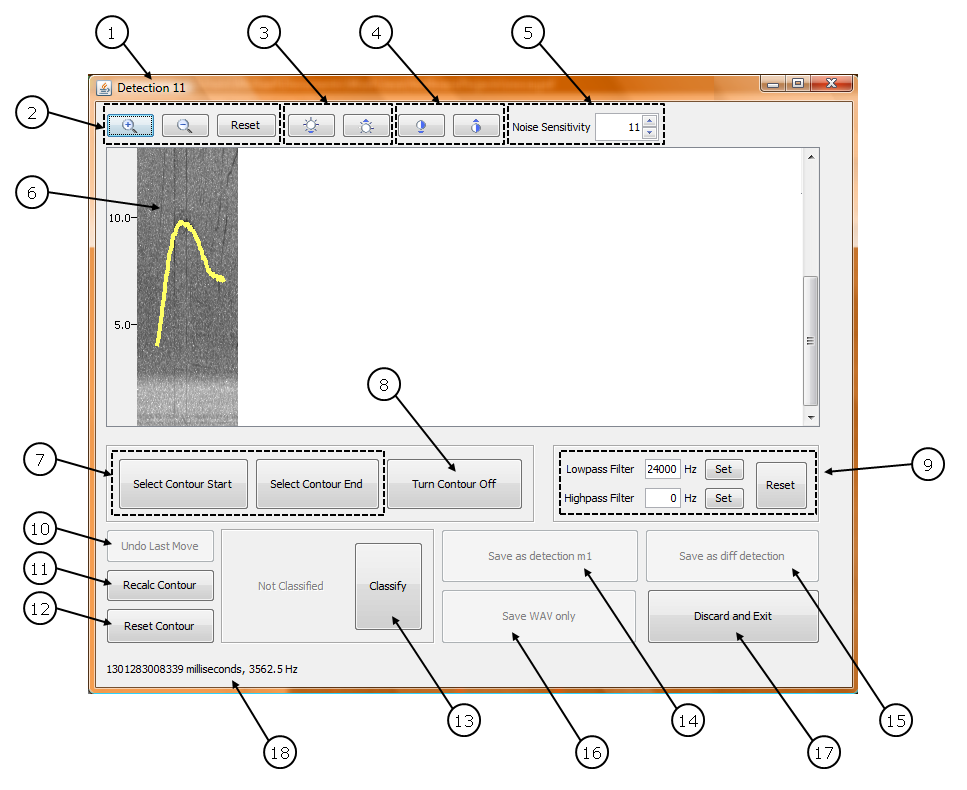 1
3
4
5
Detection 11
2
Reset
Noise Sensitivity 11
6
10.0
5.0
8
7
Select Contour Start
Select Contour End
Turn Contour Off
Lowpass Filter 24000 Hz Set
Highpass Filter 0 Hz Set
Reset
9
10
Undo Last Move
11
Recalc Contour
12
Reset Contour
Not Classified
Classify
Save as detection m1
Save as diff detection
Save WAV only
Discard and Exit
1301283008339 milliseconds, 3562.5 Hz
13
14
15
18
16
17